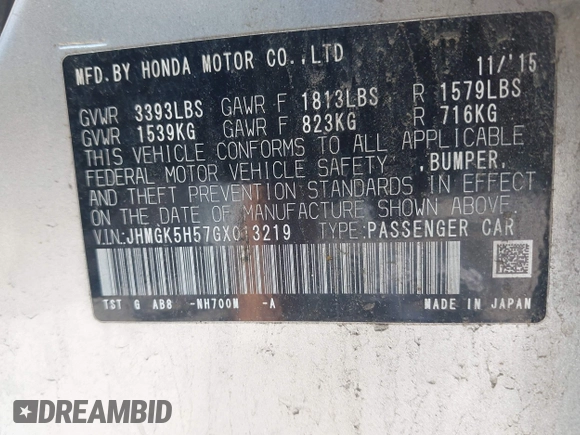 MFD.BY HONDA MOTOR CO.,LTD 11/'15
GVWR 3393LBS GAWR F 1813LBS R 1579LBS
GVWR 1539KG GAWR F 823KG R 716KG
THIS VEHICLE CONFORMS TO ALL APPLICABLE
FEDERAL MOTOR VEHICLE SAFETY ,BUMPER,
AND THEFT PREVENTION STANDARDS IN EFFECT
ON THE DATE OF MANUFACTURE SHOWN ABOVE.
V.I.N:JHMGK5H57GX013219 TYPE:PASSENGER CAR
TST G AB8 -NH700M -A MADE IN JAPAN
DREAMBID